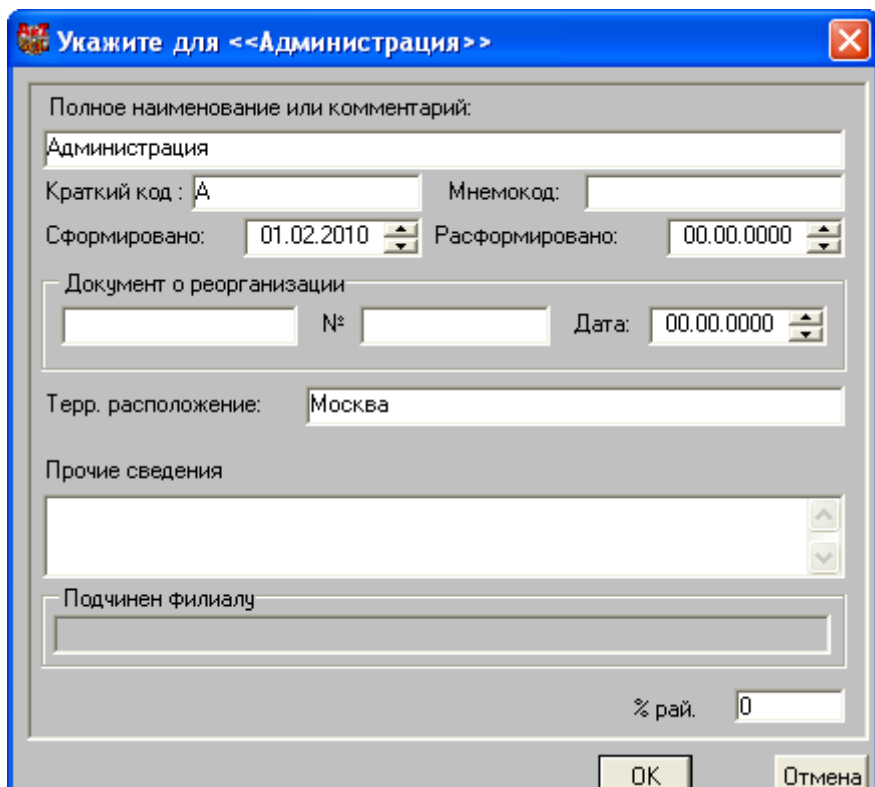 Укажите для <<Администрация>>
Полное наименование или комментарий:
Администрация
Краткий код : А Мнемокод:
Сформировано: 01.02.2010 Расформировано: 00.00.0000
Документ о реорганизации
№ Дата: 00.00.0000
Терр. расположение: Москва
Прочие сведения
Подчинен филиалу
% рай. 0
OK Отмена